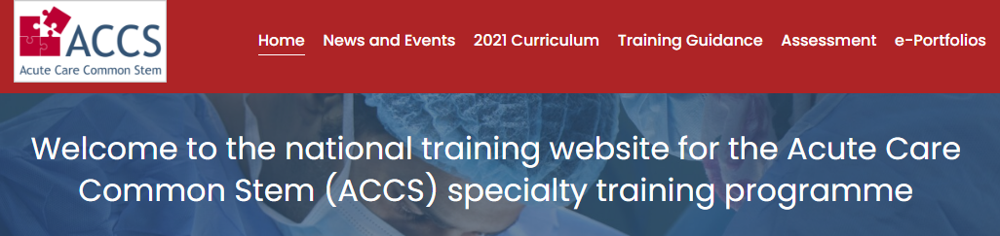 ACCS
Acute Care Common Stem
Home News and Events 2021 Curriculum Training Guidance Assessment e-Portfolios
Welcome to the national training website for the Acute Care
Common Stem (ACCS) specialty training programme